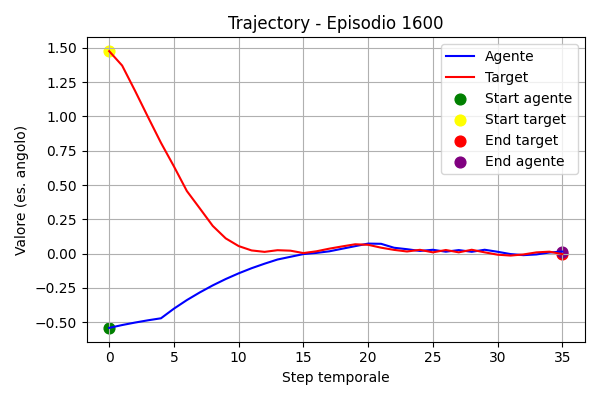 Trajectory - Episodio 1600
Valore (es. angolo)
1.50
1.25
1.00
0.75
0.50
0.25
0.00
−0.25
−0.50
Agente
Target
Start agente
Start target
End target
End agente
0 5 10 15 20 25 30 35
Step temporale